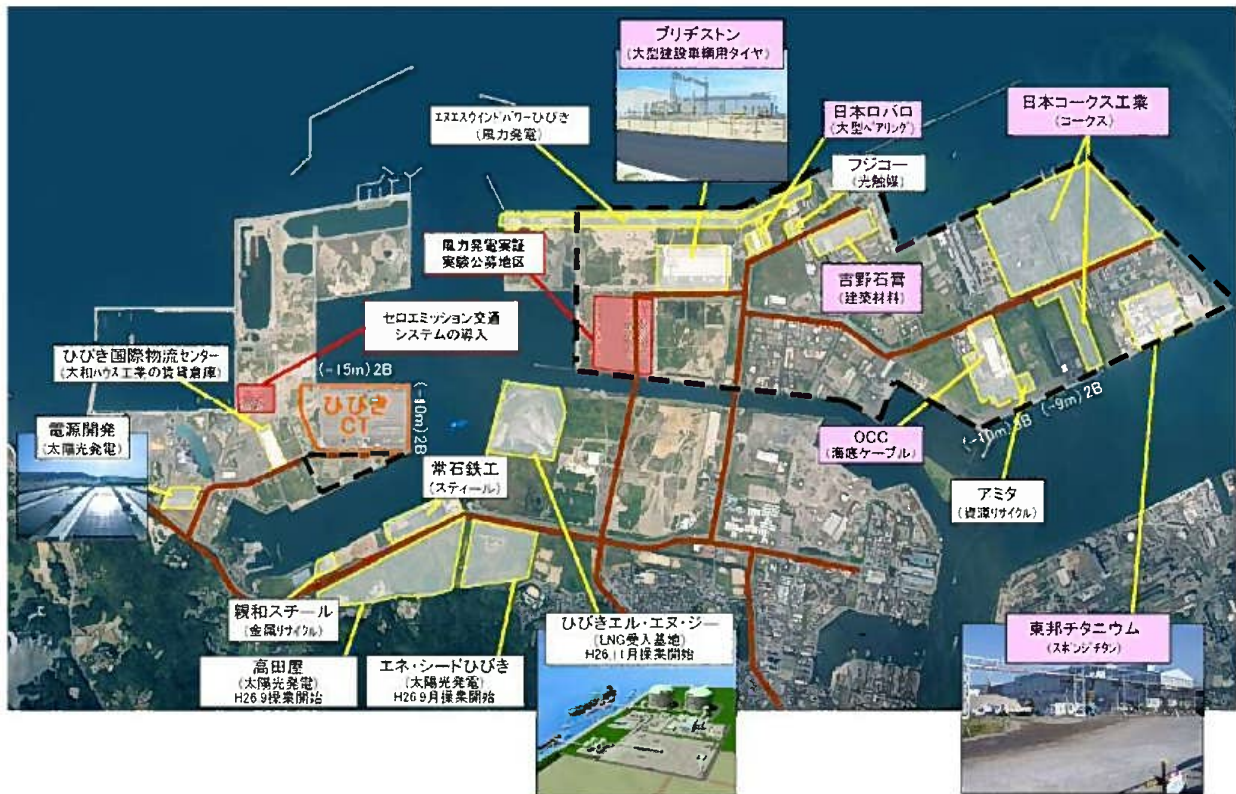 ブリヂストン
(大型建設車輌用タイヤ)
エヌエスウインドパワーひびき
(風力発電)
日本ロバロ
(大型ベアリング)
日本コークス工業
(コークス)
フジコー
(光触媒)
風力発電実証
実験公募地区
吉野石膏
(建築材料)
ゼロエミッション交通
システムの導入
ひびき国際物流センター
(大和ハウス工業の賃貸倉庫)
(-15m) 2B
(-10m) 2B
ひびき
CT
電源開発
(太陽光発電)
常石鉄工
(スティール)
OCC
(海底ケーブル)
(-10m) 3B
(-9m) 2B
アミタ
(資源リサイクル)
親和スチール
(金属リサイクル)
高田屋
(太陽光発電)
H26.9操業開始
エネ・シードひびき
(太陽光発電)
H26.9月操業開始
ひびきエル・エヌ・ジー
(LNG受入基地)
H26.11月操業開始
東邦チタニウム
(スポンジチタン)